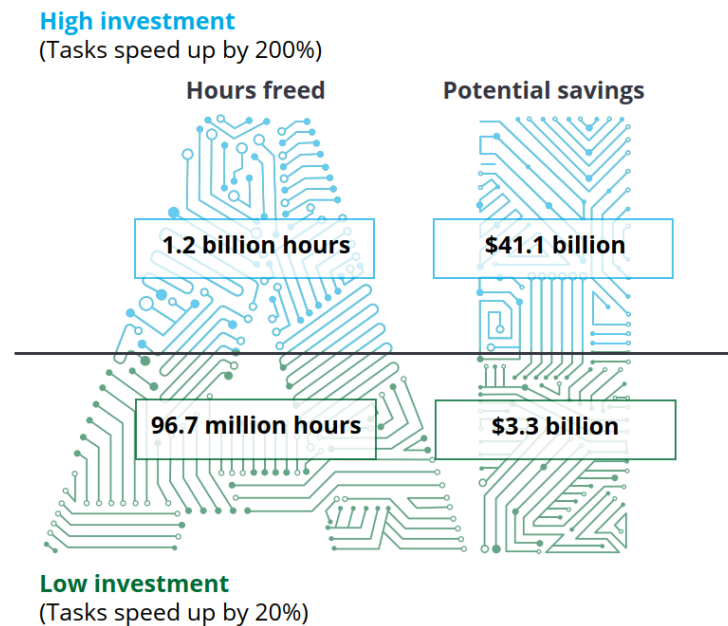 High investment
(Tasks speed up by 200%)
Hours freed
Potential savings
1.2 billion hours
$41.1 billion
96.7 million hours
$3.3 billion
Low investment
(Tasks speed up by 20%)